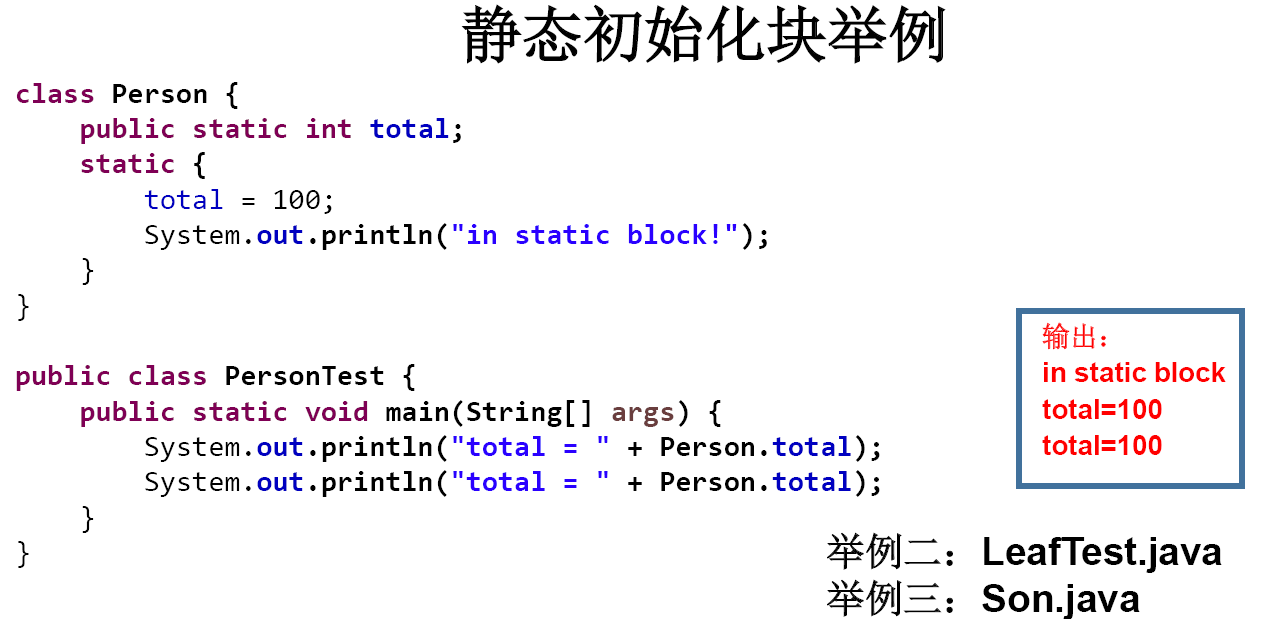 静态初始化块举例
class Person {
    public static int total;
    static {
        total = 100;
        System.out.println("in static block!");
    }
}
public class PersonTest {
    public static void main(String[] args) {
        System.out.println("total = " + Person.total);
        System.out.println("total = " + Person.total);
    }
}
输出：
in static block
total=100
total=100
举例二：LeafTest.java
举例三：Son.java